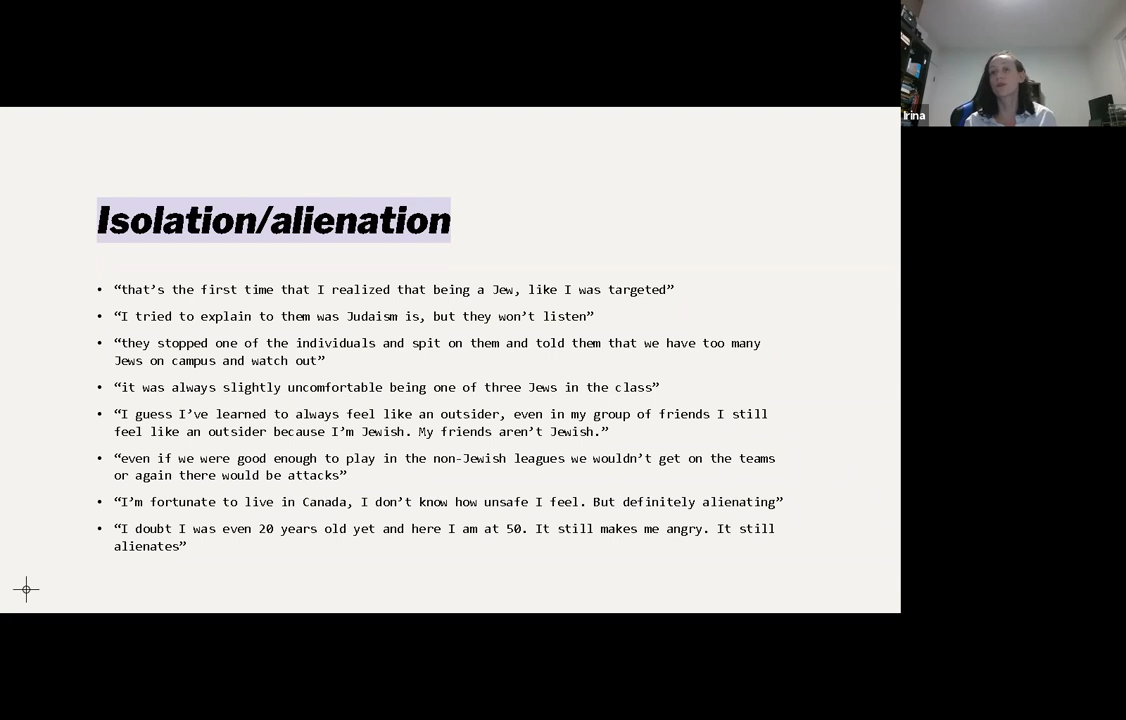 Isolation/alienation
• “that’s the first time that I realized that being a Jew, like I was targeted”
• “I tried to explain to them was Judaism is, but they won’t listen”
• “they stopped one of the individuals and spit on them and told them that we have too many
Jews on campus and watch out”
• “it was always slightly uncomfortable being one of three Jews in the class”
• “I guess I’ve learned to always feel like an outsider, even in my group of friends I still
feel like an outsider because I’m Jewish. My friends aren’t Jewish.”
• “even if we were good enough to play in the non-Jewish leagues we wouldn’t get on the teams
or again there would be attacks”
• “I’m fortunate to live in Canada, I don’t know how unsafe I feel. But definitely alienating”
• “I doubt I was even 20 years old yet and here I am at 50. It still makes me angry. It still
alienates”
Irina